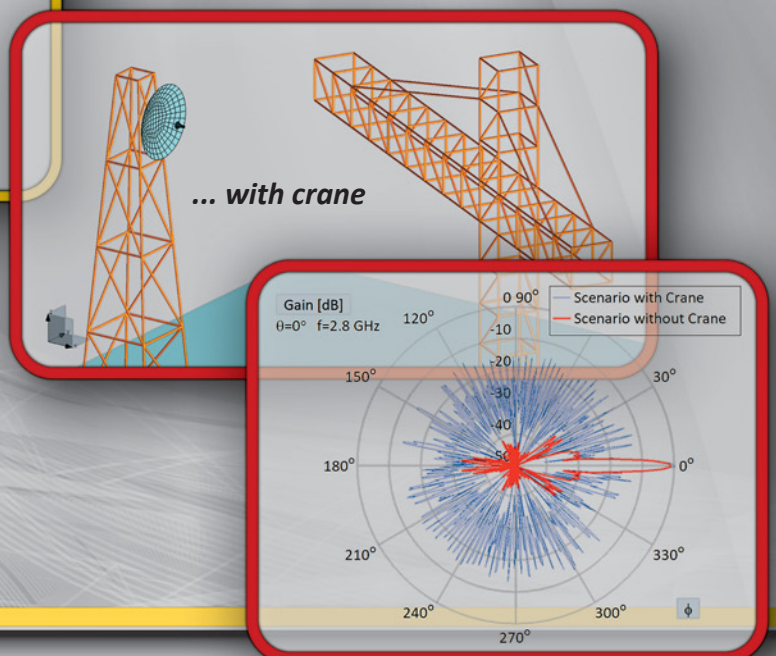 ... with crane
Gain [dB]
θ=0° f=2.8 GHz
Scenario with Crane
Scenario without Crane
0 90°
120°
-10
-20
150°
30°
-30
-40
-50
180°
0°
210°
330°
240°
300°
ϕ
270°